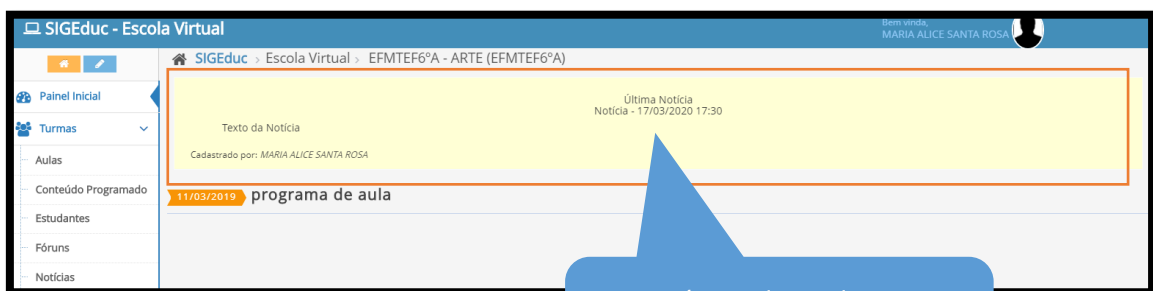 SIGEduc - Escola Virtual
Bem vinda,
MARIA ALICE SANTA ROSA
SIGEduc > Escola Virtual > EFMTEF6ºA - ARTE (EFMTEF6ºA)
Painel Inicial
Turmas
Aulas
Conteúdo Programado
Estudantes
Fóruns
Notícias
Última Notícia
Notícia - 17/03/2020 17:30
Texto da Notícia
Cadastrado por: MARIA ALICE SANTA ROSA
11/03/2019 programa de aula